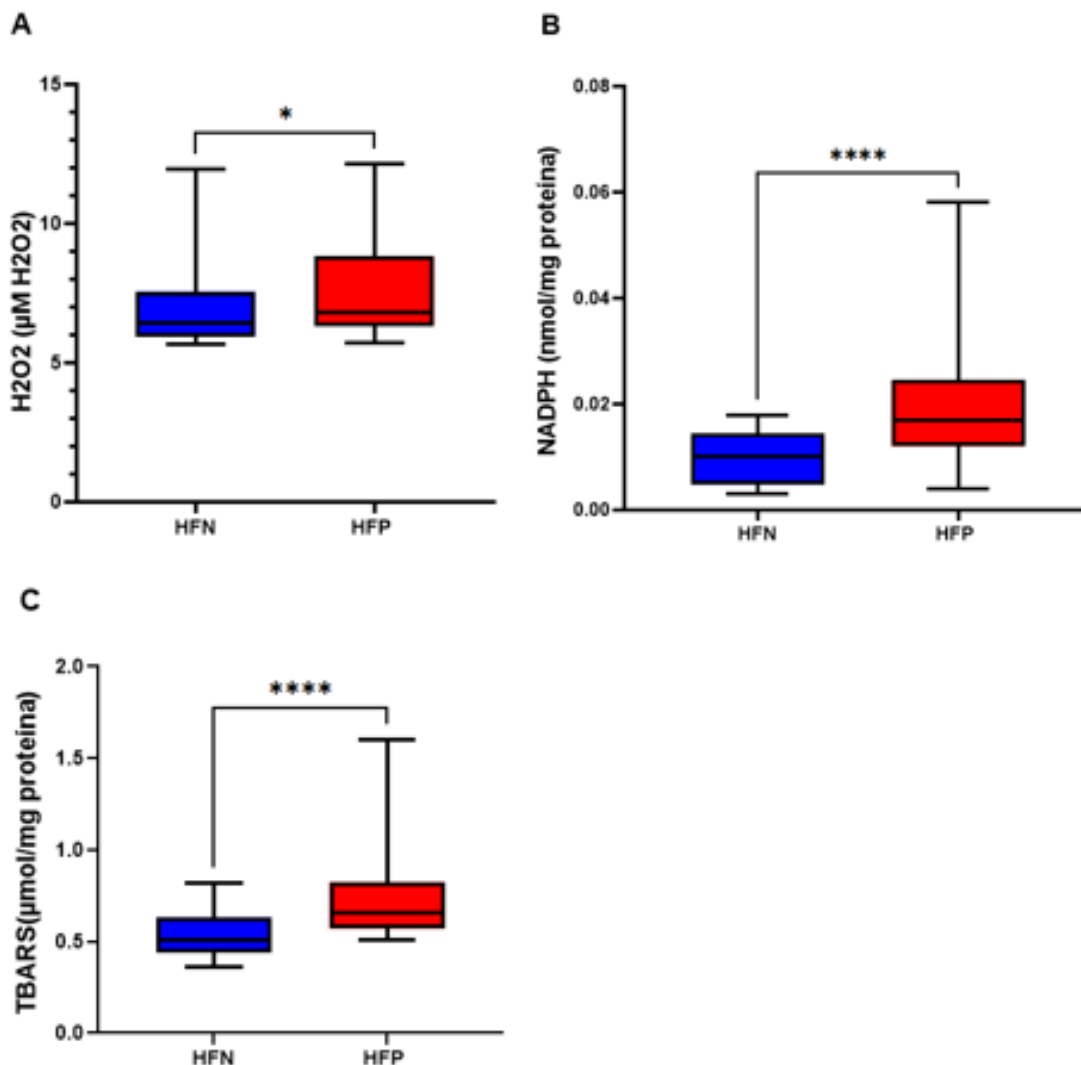 A
H2O2 (µM H2O2)
15
10
5
0
*
HFN
HFP
B
NADPH (nmol/mg proteína)
0.08
0.06
0.04
0.02
0.00
****
HFN
HFP
C
TBARS(µmol/mg proteína)
2.0
1.5
1.0
0.5
0.0
****
HFN
HFP